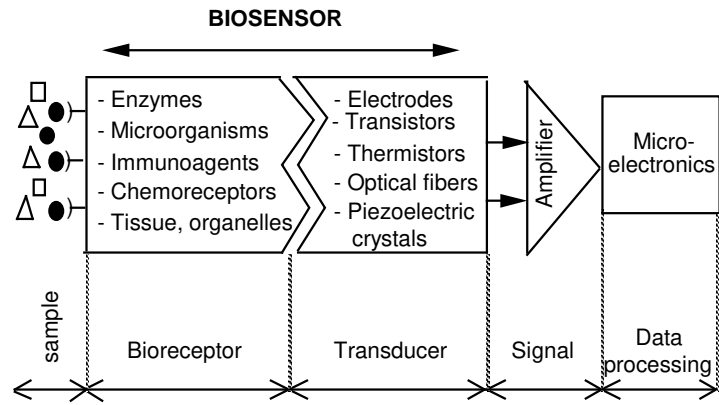 BIOSENSOR
- Enzymes
- Microorganisms
- Immunoagents
- Chemoreceptors
- Tissue, organelles
- Electrodes
- Transistors
- Thermistors
- Optical fibers
- Piezoelectric
crystals
Amplifier
Micro-
electronics
sample
Bioreceptor
Transducer
Signal
Data
processing